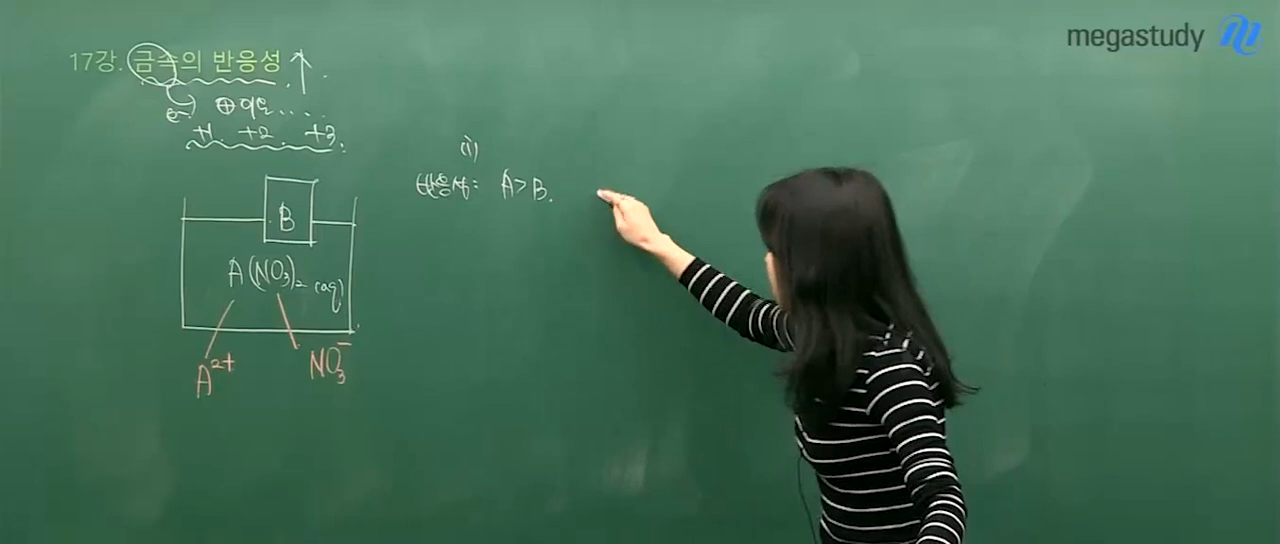 megastudy
17강. 금속의 반응성 ↑.
e⁻ ⊕이온....
+1 +2. +3.
(i)
반응성: A>B.
B
A(NO₃)₂ (aq)
A²⁺ NO₃⁻